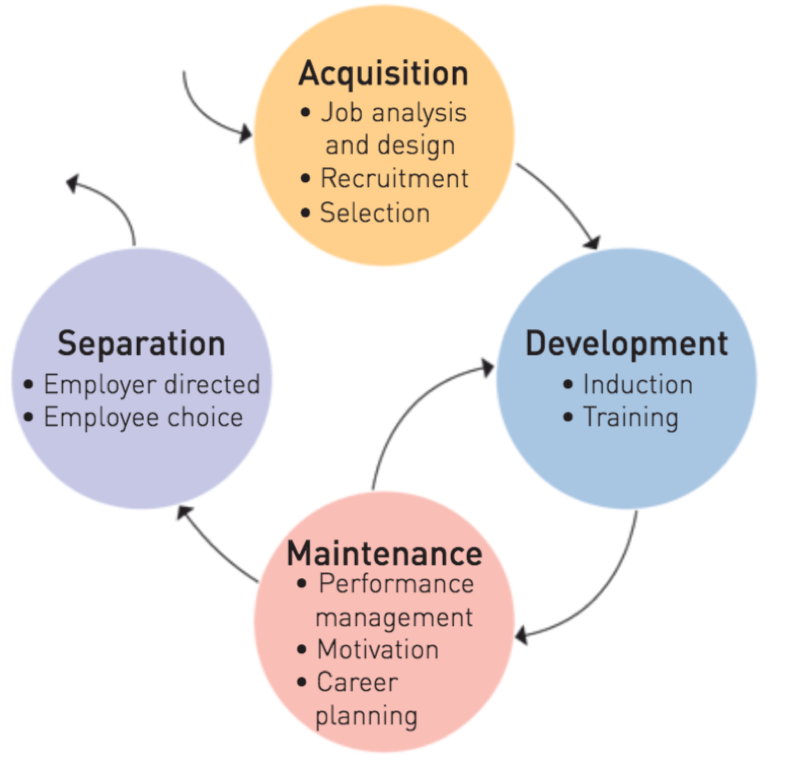 Acquisition
• Job analysis
and design
• Recruitment
• Selection
Development
• Induction
• Training
Maintenance
• Performance
management
• Motivation
• Career
planning
Separation
• Employer directed
• Employee choice